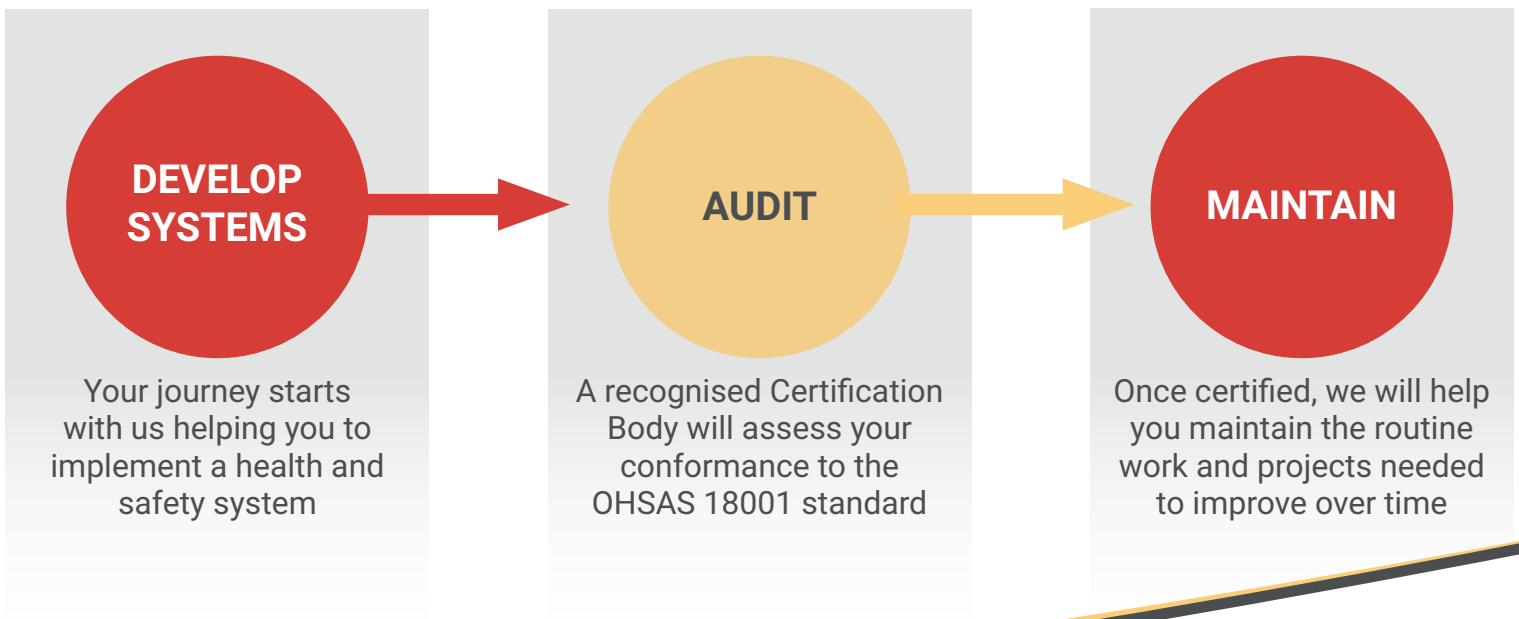 DEVELOP
SYSTEMS
Your journey starts
with us helping you to
implement a health and
safety system
AUDIT
A recognised Certification
Body will assess your
conformance to the
OHSAS 18001 standard
MAINTAIN
Once certified, we will help
you maintain the routine
work and projects needed
to improve over time